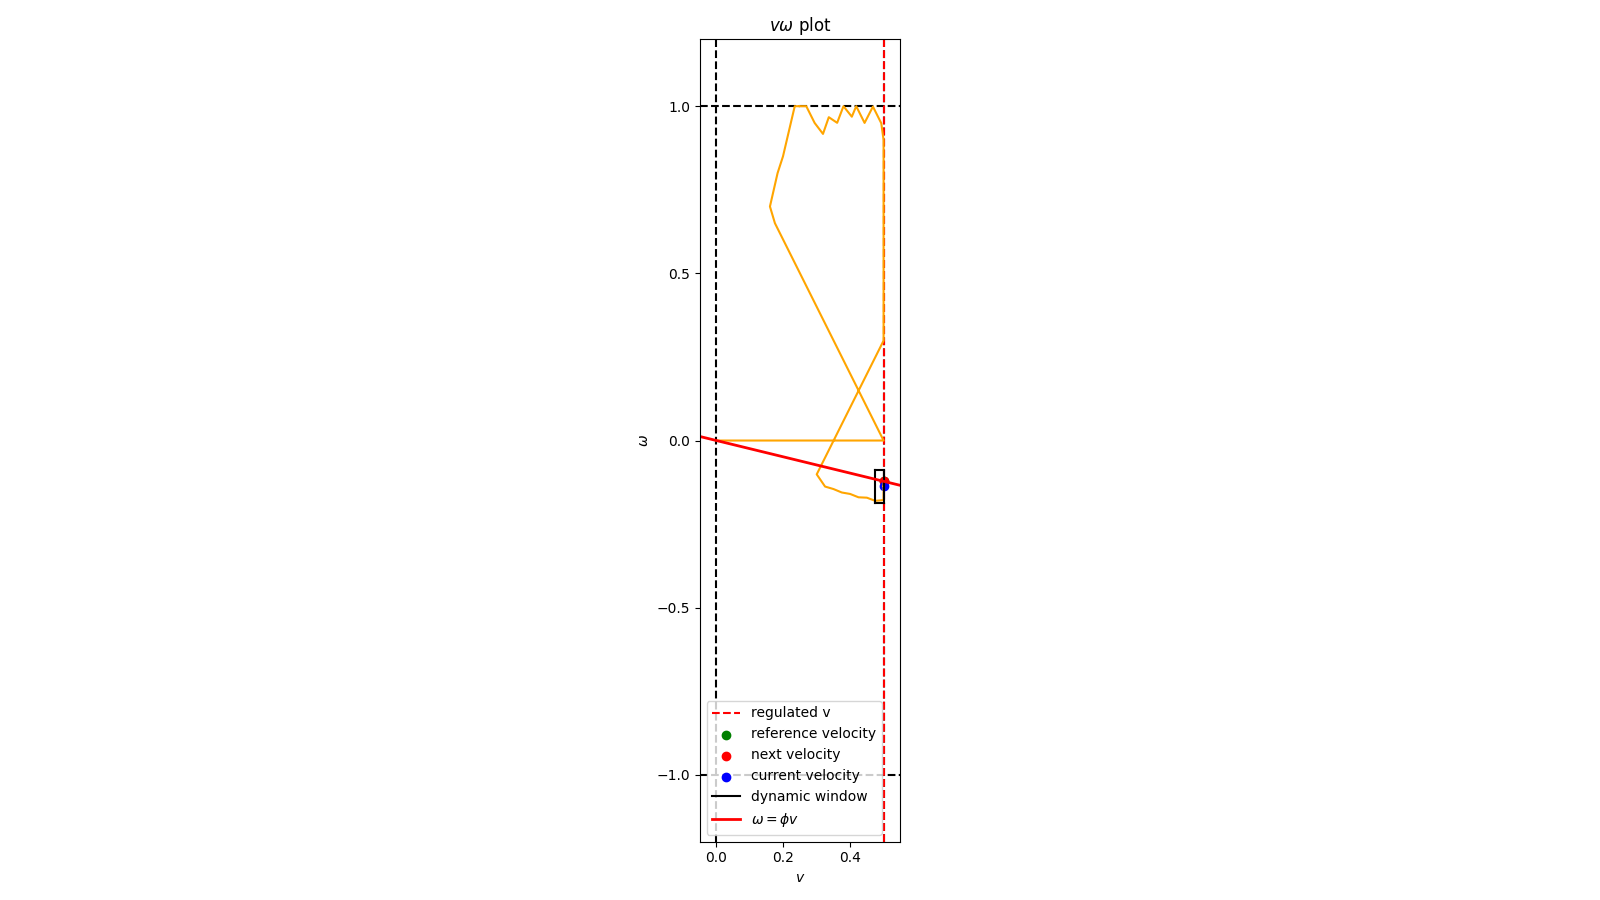 vω plot
1.0
0.5
0.0
−0.5
−1.0
ω
regulated v
reference velocity
next velocity
current velocity
dynamic window
ω = ϕv
0.0 0.2 0.4
v